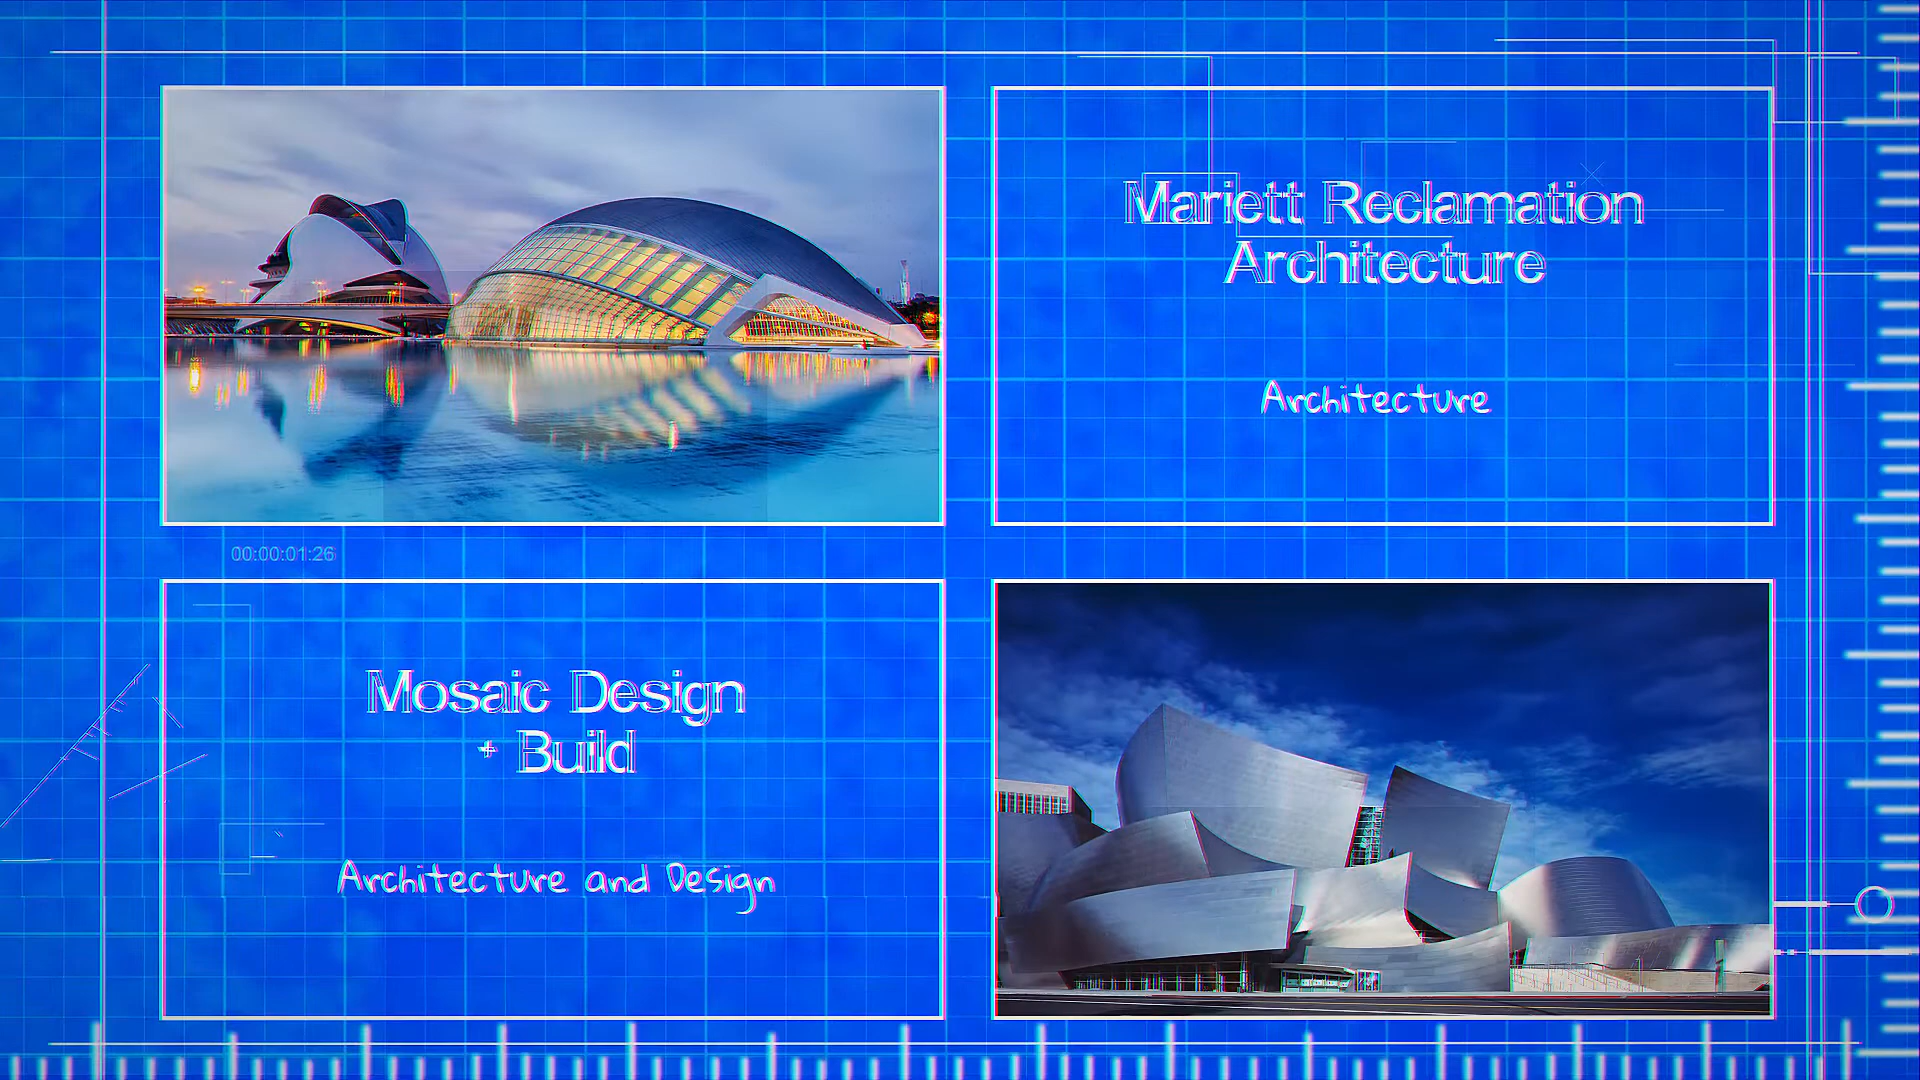 Mariett Reclamation
Architecture
Architecture
00:00:01:26
Mosaic Design
+ Build
Architecture and Design